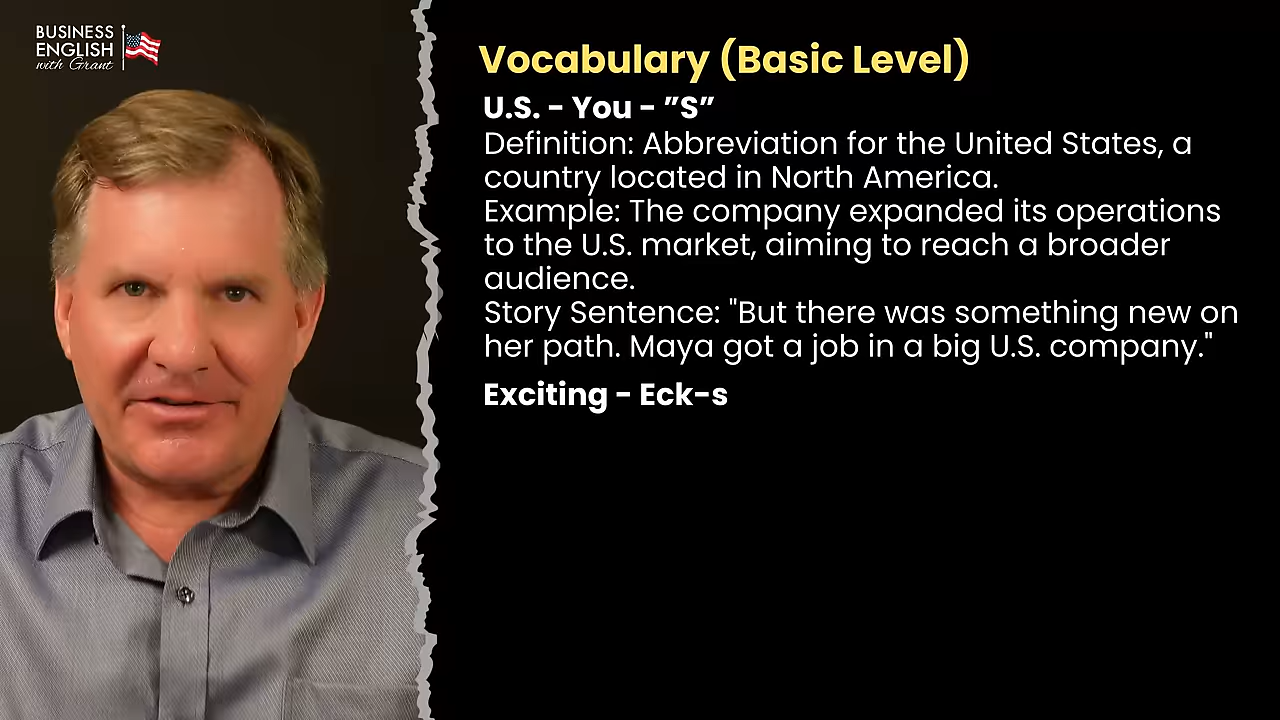 BUSINESS
ENGLISH
with Grant
Vocabulary (Basic Level)
U.S. - You - ”S”
Definition: Abbreviation for the United States, a
country located in North America.
Example: The company expanded its operations
to the U.S. market, aiming to reach a broader
audience.
Story Sentence: "But there was something new on
her path. Maya got a job in a big U.S. company."
Exciting - Eck-s